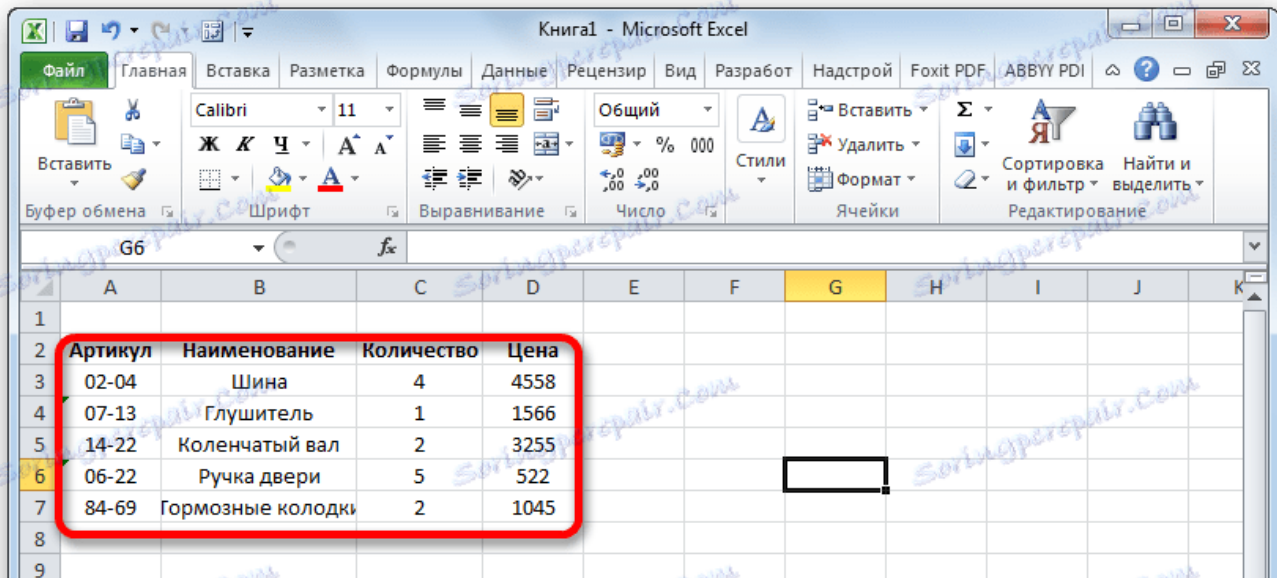 Книга1 - Microsoft Excel
Файл Главная Вставка Разметка Формулы Данные Рецензир Вид Разработ Надстрой Foxit PDF ABBYY PDI
Calibri 11 Общий Вставить Σ
Вставить Ж К Ч А А % 000 Стили Удалить Сортировка и фильтр Найти и выделить
А Формат
Буфер обмена Шрифт Выравнивание Число Ячейки Редактирование
G6 fx
A B C D E F G H I J K
1
2 Артикул Наименование Количество Цена
3 02-04 Шина 4 4558
4 07-13 Глушитель 1 1566
5 14-22 Коленчатый вал 2 3255
6 06-22 Ручка двери 5 522
7 84-69 Тормозные колодки 2 1045
8
9
Soringpcrepair.com